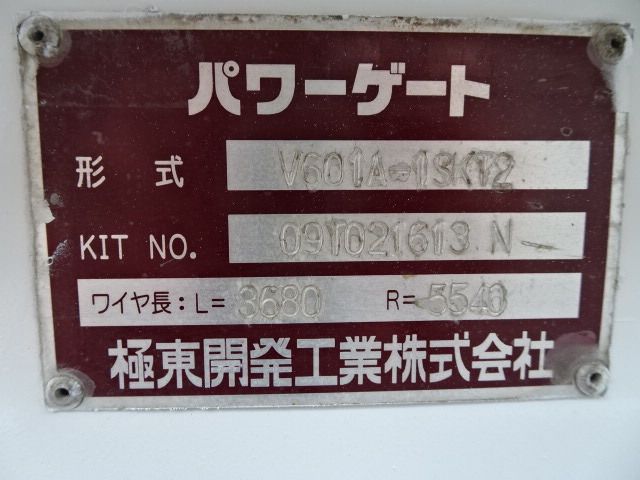 パワーゲート
形 式 V601A-1SKT2
KIT NO. 091021613 N
ワイヤ長:L= 3680 R= 5540
極東開発工業株式会社